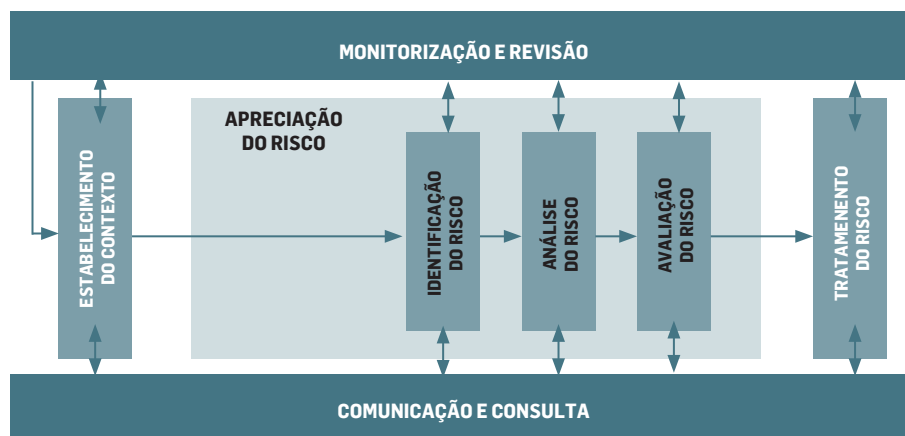 MONITORIZAÇÃO E REVISÃO
APRECIAÇÃO
DO RISCO
ESTABELECIMENTO
DO CONTEXTO
IDENTIFICAÇÃO
DO RISCO
ANÁLISE
DO RISCO
AVALIAÇÃO
DO RISCO
TRATAMENENTO
DO RISCO
COMUNICAÇÃO E CONSULTA